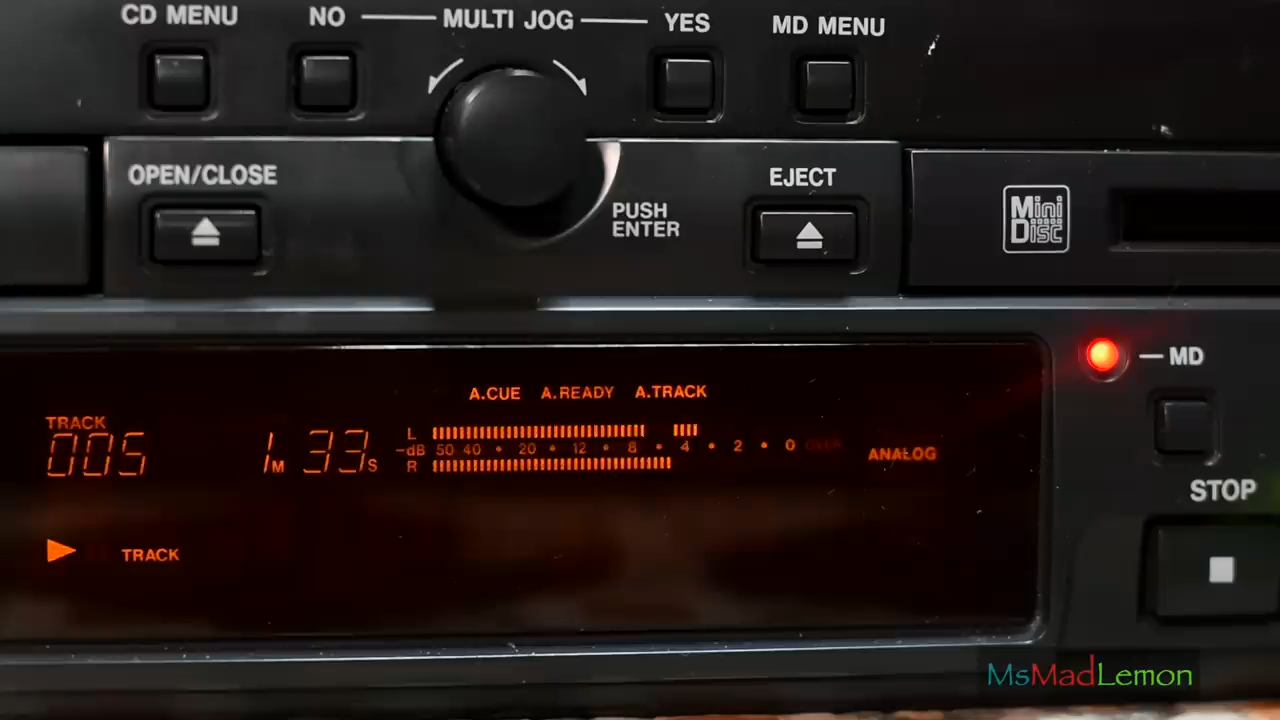 CD MENU NO MULTI JOG YES MD MENU
OPEN/CLOSE
EJECT
PUSH
ENTER
Mini
Disc
MD
A.CUE A.READY A.TRACK
TRACK
005 1M 33S
L
-dB 50 40 • 20 • 12 • 8 • 4 • 2 • 0 OVER
R
ANALOG
STOP
TRACK
MsMadLemon